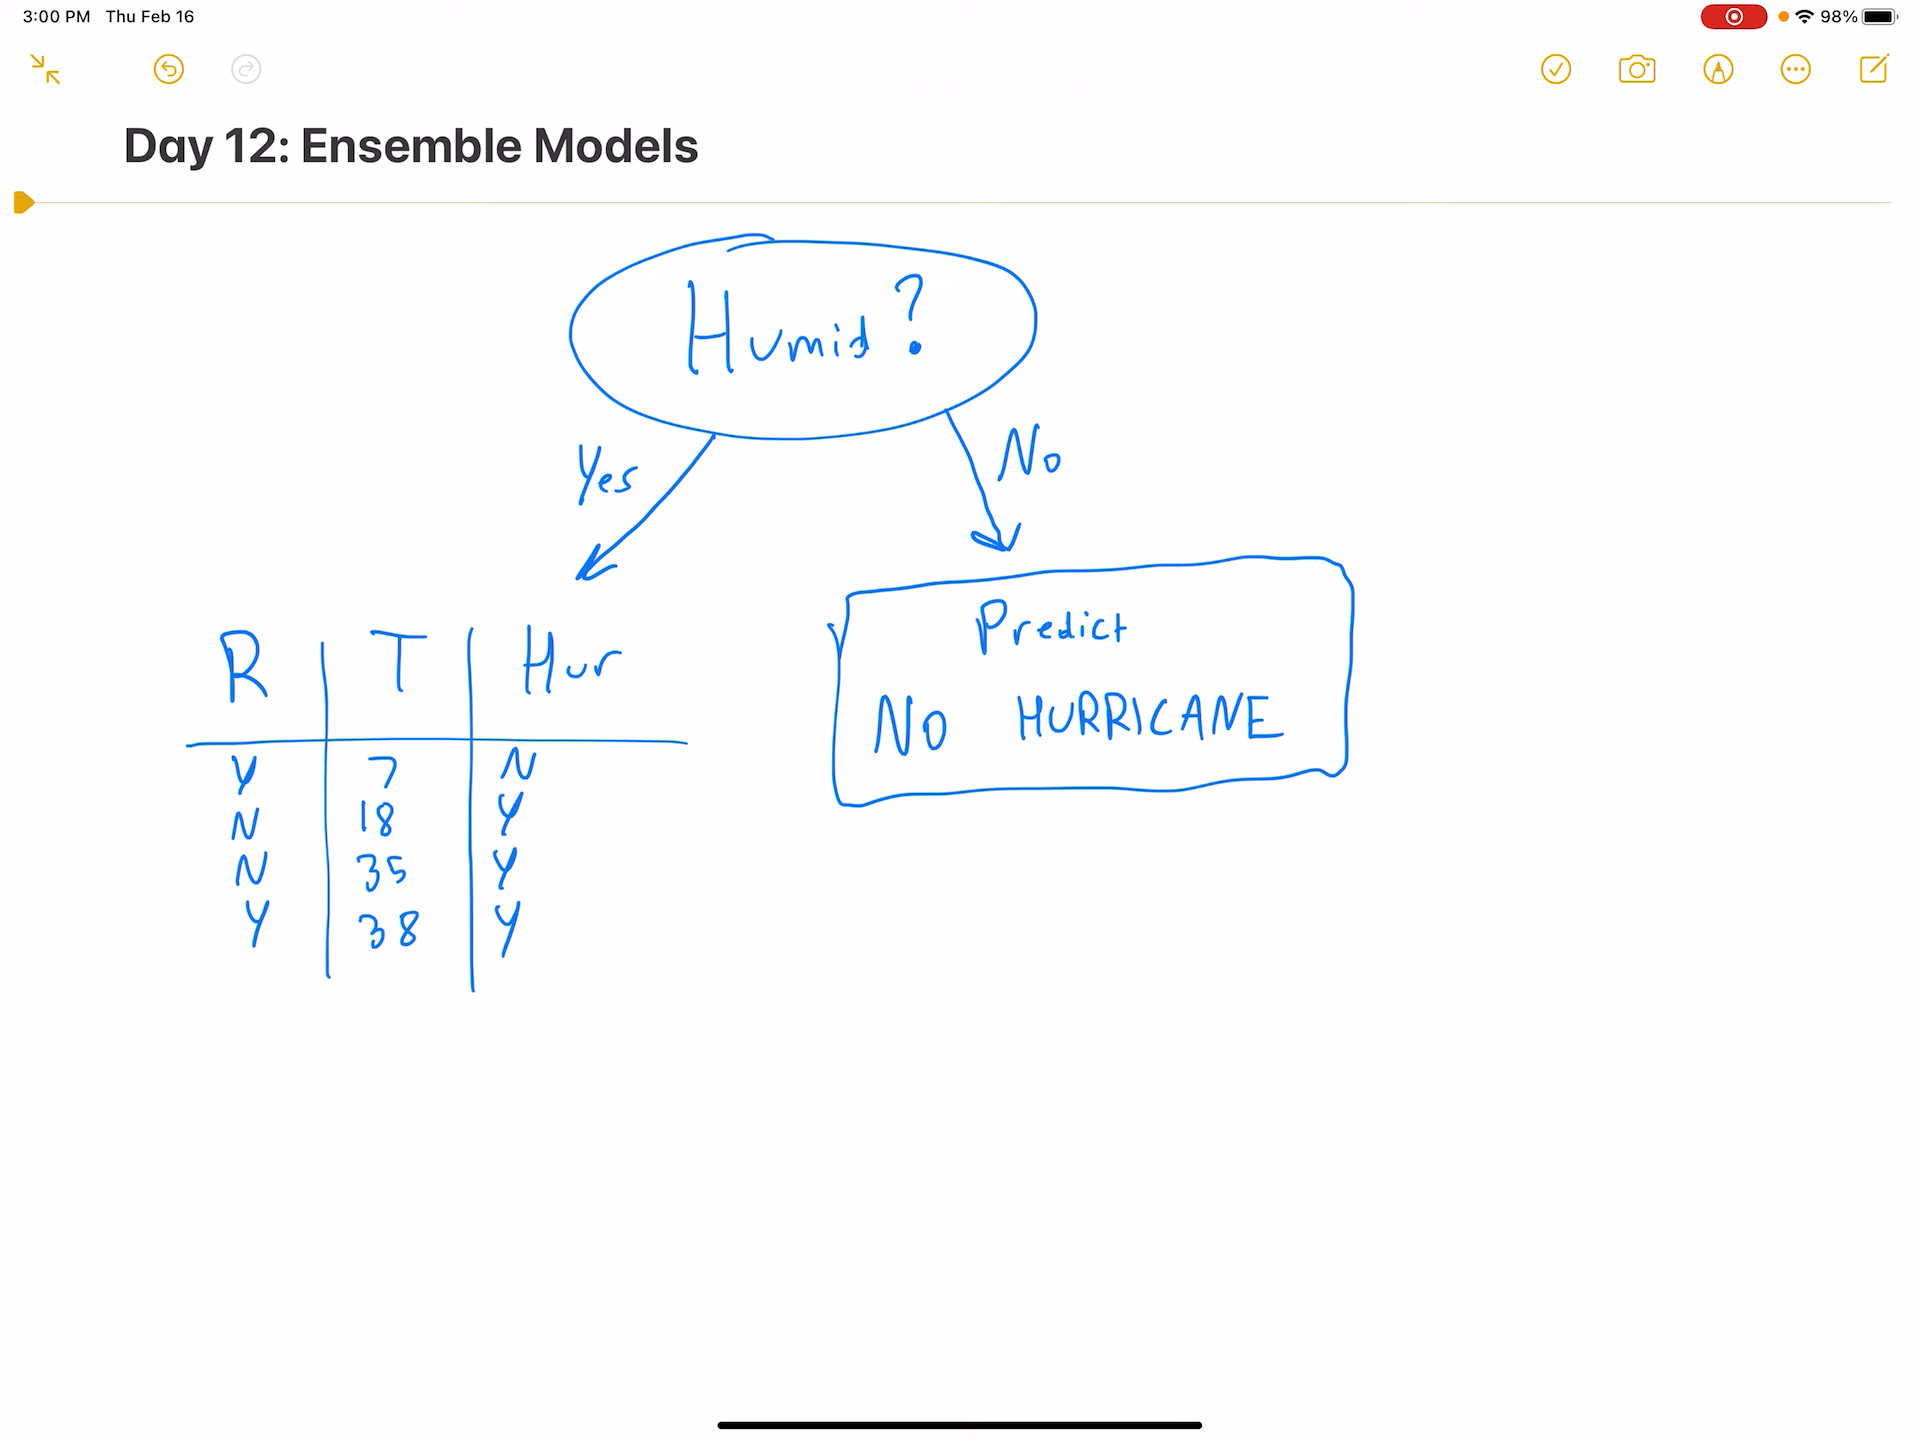 3:00 PM Thu Feb 16
98%
Day 12: Ensemble Models
Humid?
Yes
No
R T Hur
Y 7 N
N 18 Y
N 35 Y
Y 38 Y
Predict
NO HURRICANE